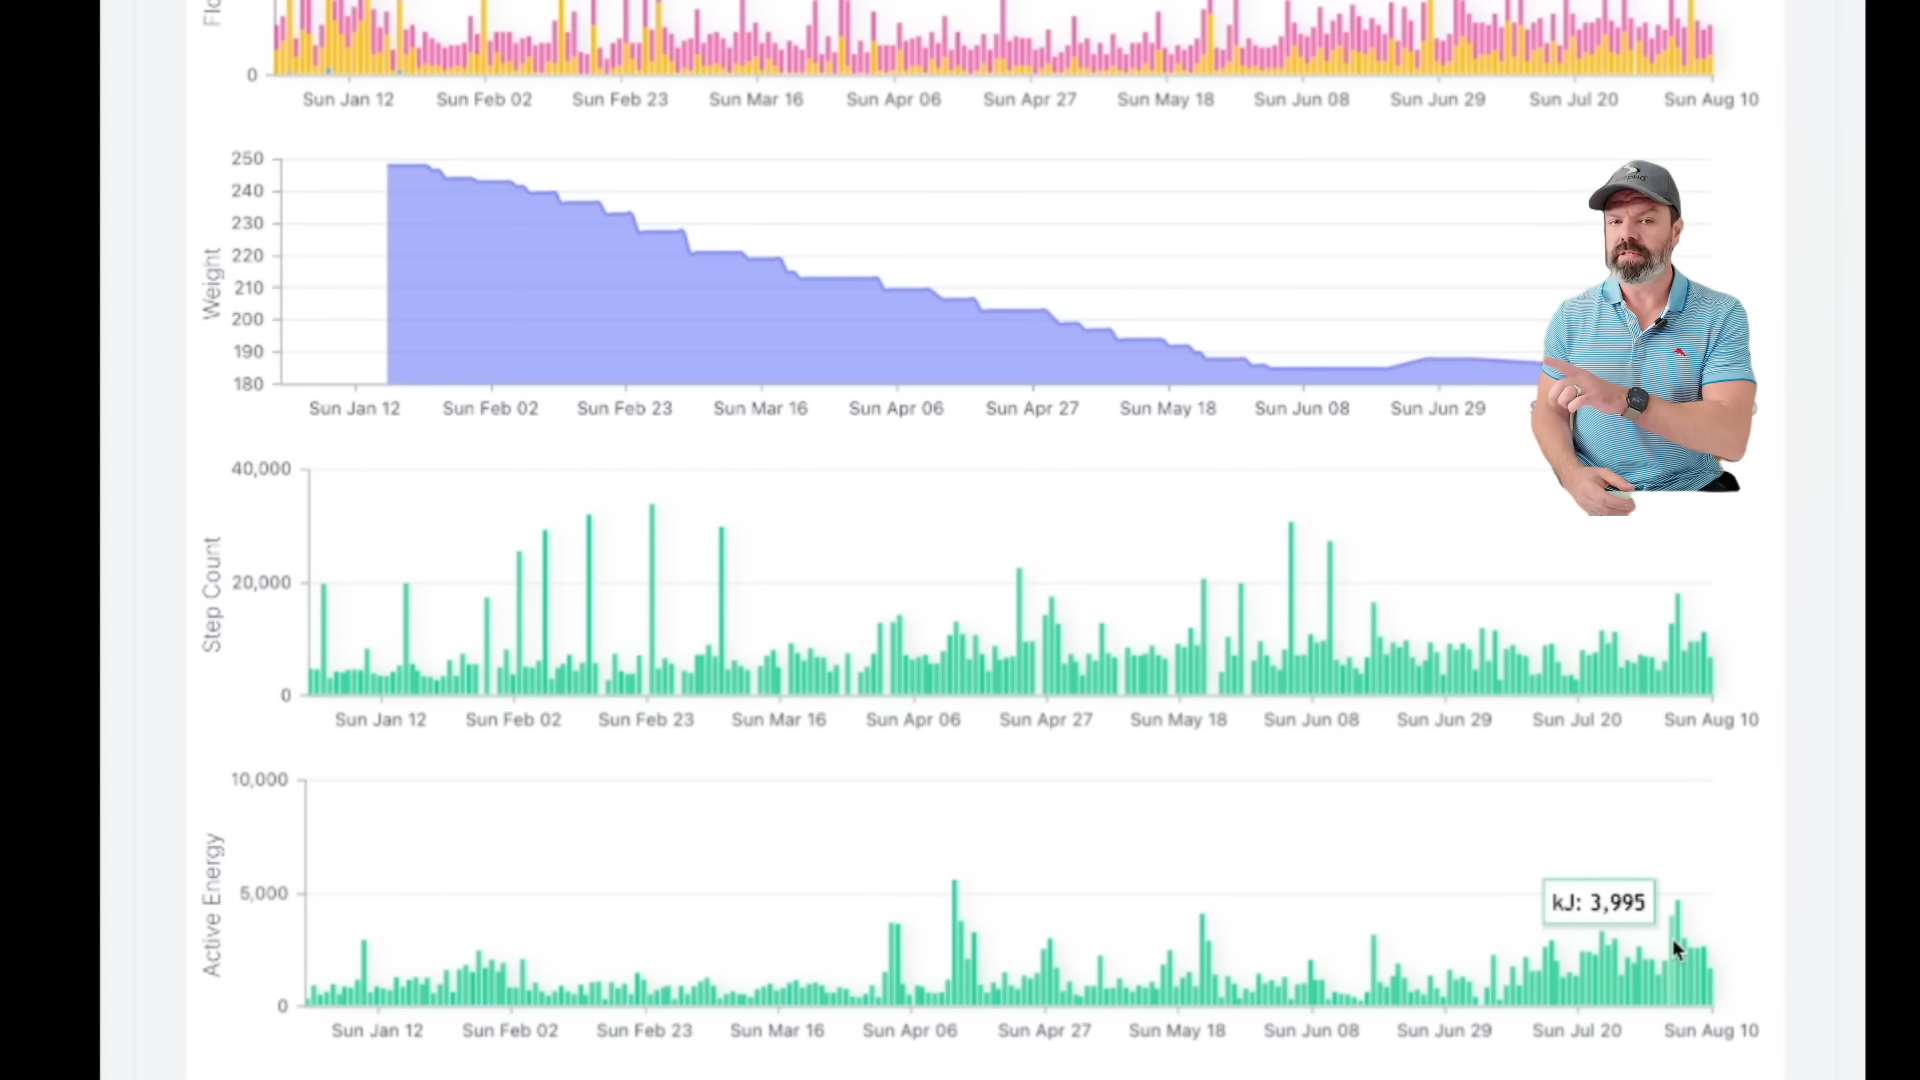 Flo
0
Sun Jan 12 Sun Feb 02 Sun Feb 23 Sun Mar 16 Sun Apr 06 Sun Apr 27 Sun May 18 Sun Jun 08 Sun Jun 29 Sun Jul 20 Sun Aug 10
Weight
250
240
230
220
210
200
190
180
Sun Jan 12 Sun Feb 02 Sun Feb 23 Sun Mar 16 Sun Apr 06 Sun Apr 27 Sun May 18 Sun Jun 08 Sun Jun 29
Step Count
40,000
20,000
0
Sun Jan 12 Sun Feb 02 Sun Feb 23 Sun Mar 16 Sun Apr 06 Sun Apr 27 Sun May 18 Sun Jun 08 Sun Jun 29 Sun Jul 20 Sun Aug 10
Active Energy
10,000
5,000
0
kJ: 3,995
Sun Jan 12 Sun Feb 02 Sun Feb 23 Sun Mar 16 Sun Apr 06 Sun Apr 27 Sun May 18 Sun Jun 08 Sun Jun 29 Sun Jul 20 Sun Aug 10